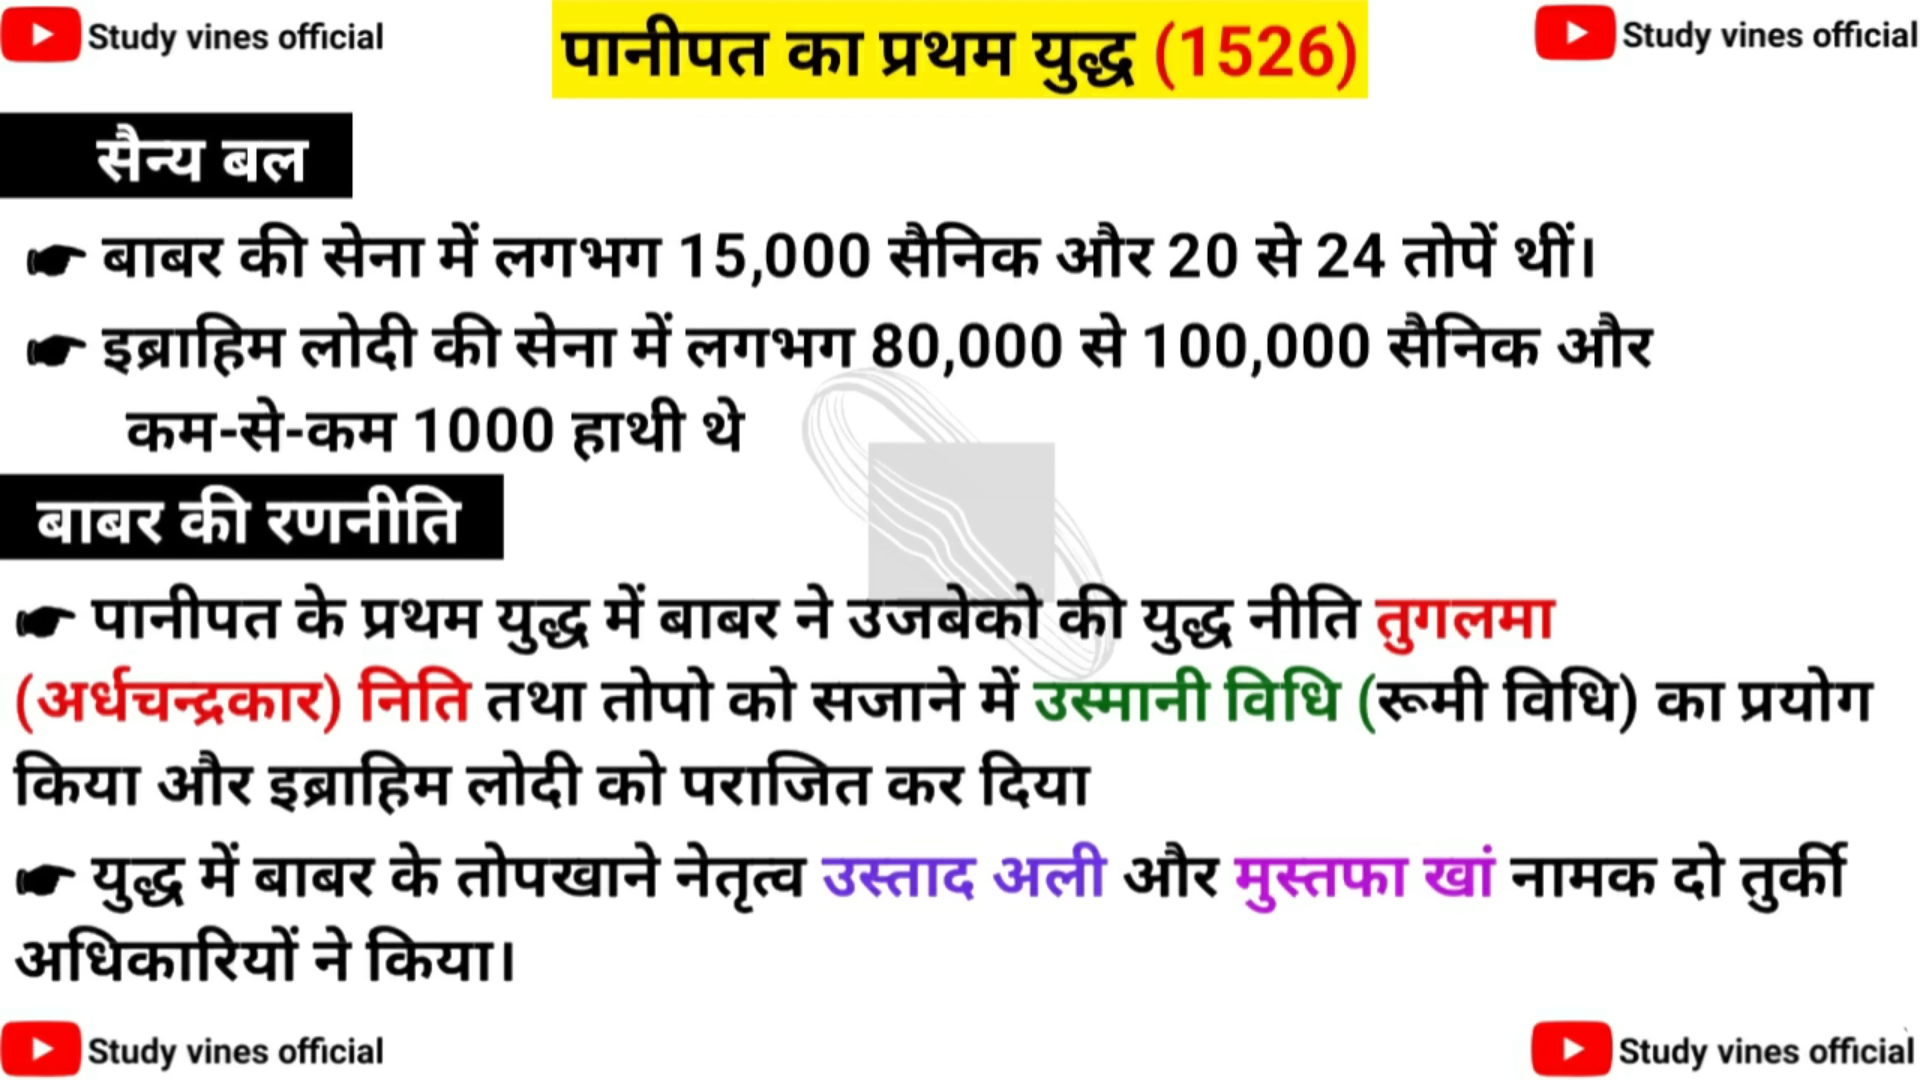 Study vines official
पानीपत का प्रथम युद्ध (1526)
Study vines official
सैन्य बल
बाबर की सेना में लगभग 15,000 सैनिक और 20 से 24 तोपें थीं।
इब्राहिम लोदी की सेना में लगभग 80,000 से 100,000 सैनिक और
कम-से-कम 1000 हाथी थे
बाबर की रणनीति
पानीपत के प्रथम युद्ध में बाबर ने उजबेको की युद्ध नीति तुगलमा
(अर्धचन्द्रकार) निति तथा तोपो को सजाने में उस्मानी विधि (रूमी विधि) का प्रयोग
किया और इब्राहिम लोदी को पराजित कर दिया
युद्ध में बाबर के तोपखाने नेतृत्व उस्ताद अली और मुस्तफा खां नामक दो तुर्की
अधिकारियों ने किया।
Study vines official
Study vines official